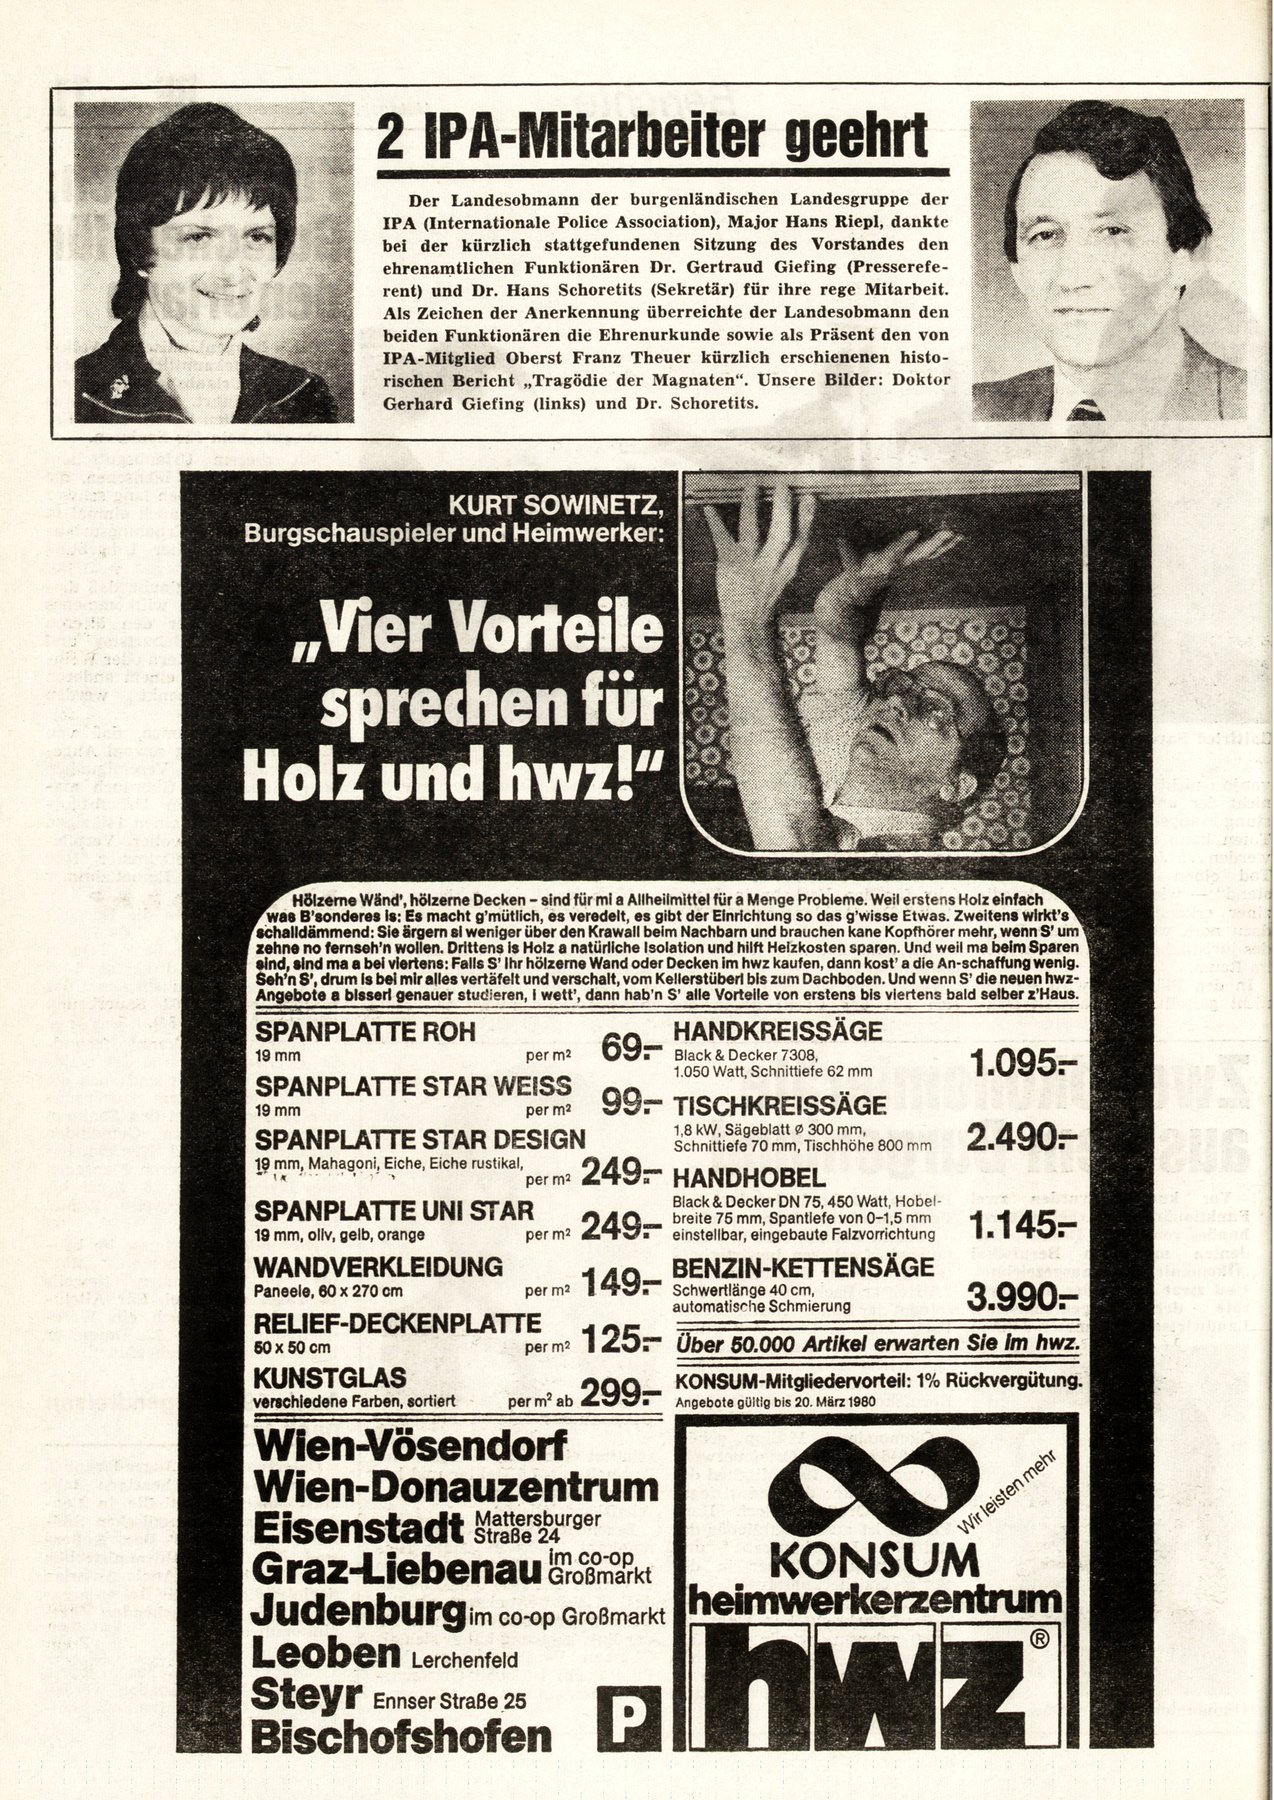 2 IPA-Mitarbeiter geehrt
Der Landesobmann der burgenländischen Landesgruppe der
IPA (Internationale Police Association), Major Hans Riepl, dankte
bei der kürzlich stattgefundenen Sitzung des Vorstandes den
ehrenamtlichen Funktionären Dr. Gertraud Giefing (Presserefe-
rent) und Dr. Hans Schoretits (Sekretär) für ihre rege Mitarbeit.
Als Zeichen der Anerkennung überreichte der Landesobmann den
beiden Funktionären die Ehrenurkunde sowie als Präsent den von
IPA-Mitglied Oberst Franz Theuer kürzlich erschienenen histo-
rischen Bericht „Tragödie der Magnaten“. Unsere Bilder: Doktor
Gerhard Giefing (links) und Dr. Schoretits.
KURT SOWINETZ,
Burgschauspieler und Heimwerker:
„Vier Vorteile
sprechen für
Holz und hwz!“
Hölzerne Wänd', hölzerne Decken – sind für mi a Allheilmittel für a Menge Probleme. Weil erstens Holz einfach
was B'sonderes is: Es macht g'mütlich, es veredelt, es gibt der Einrichtung so das g'wisse Etwas. Zweitens wirkt's
schalldämmend: Sie ärgern si weniger über den Krawall beim Nachbarn und brauchen kane Kopfhörer mehr, wenn S' um
zehne no fernseh'n wollen. Drittens is Holz a natürliche Isolation und hilft Heizkosten sparen. Und weil ma beim Sparen
sind, sind ma a bei viertens: Falls S' Ihr hölzerne Wand oder Decken im hwz kaufen, dann kost' a die An-schaffung wenig.
Seh'n S', drum is bei mir alles vertäfelt und verschalt, vom Kellerstüberl bis zum Dachboden. Und wenn S' die neuen hwz-
Angebote a bisserl genauer studieren, i wett', dann hab'n S' alle Vorteile von erstens bis viertens bald selber z'Haus.
SPANPLATTE ROH
19 mm per m² 69:-
SPANPLATTE STAR WEISS
19 mm per m² 99:-
SPANPLATTE STAR DESIGN
19 mm, Mahagoni, Eiche, Eiche rustikal,
per m² 249:-
SPANPLATTE UNI STAR
19 mm, oliv, gelb, orange per m² 249:-
WANDVERKLEIDUNG
Paneele, 60 x 270 cm per m² 149:-
RELIEF-DECKENPLATTE
50 x 50 cm per m² 125:-
KUNSTGLAS
verschiedene Farben, sortiert per m² ab 299:-
HANDKREISSÄGE
Black & Decker 7308,
1.050 Watt, Schnittiefe 62 mm 1.095:-
TISCHKREISSÄGE
1,8 kW, Sägeblatt Ø 300 mm,
Schnittiefe 70 mm, Tischhöhe 800 mm 2.490:-
HANDHOBEL
Black & Decker DN 75, 450 Watt, Hobel-
breite 75 mm, Spantiefe von 0–1,5 mm
einstellbar, eingebaute Falzvorrichtung 1.145:-
BENZIN-KETTENSÄGE
Schwertlänge 40 cm,
automatische Schmierung 3.990:-
Über 50.000 Artikel erwarten Sie im hwz.
KONSUM-Mitgliedervorteil: 1% Rückvergütung.
Angebote gültig bis 20. März 1980
Wien-Vösendorf
Wien-Donauzentrum
Eisenstadt Mattersburger Straße 24
Graz-Liebenau im co-op Großmarkt
Judenburg im co-op Großmarkt
Leoben Lerchenfeld
Steyr Ennser Straße 25
Bischofshofen
P
Wir leisten mehr
KONSUM
heimwerkerzentrum
hwz®